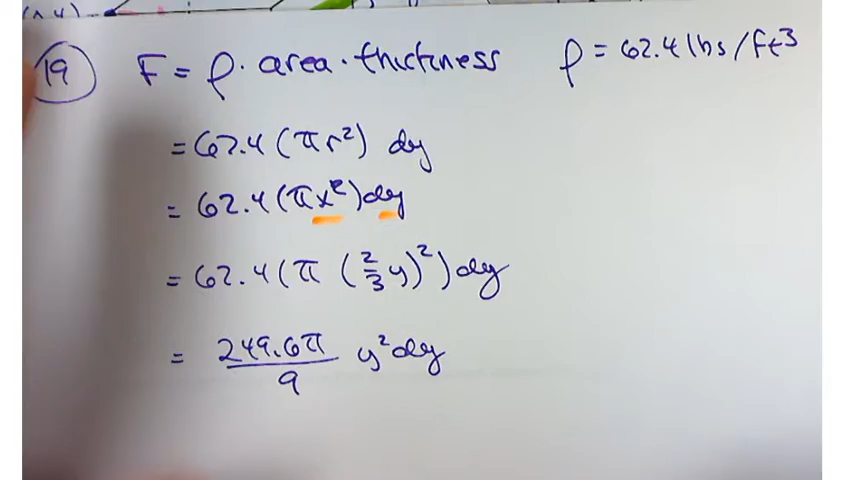 19 F = ρ · area · thickness ρ = 62.4 lbs/ft³
= 62.4 (πr²) dy
= 62.4 (πx²) dy
= 62.4 (π (2/3 y)²) dy
= 249.6π/9 y² dy